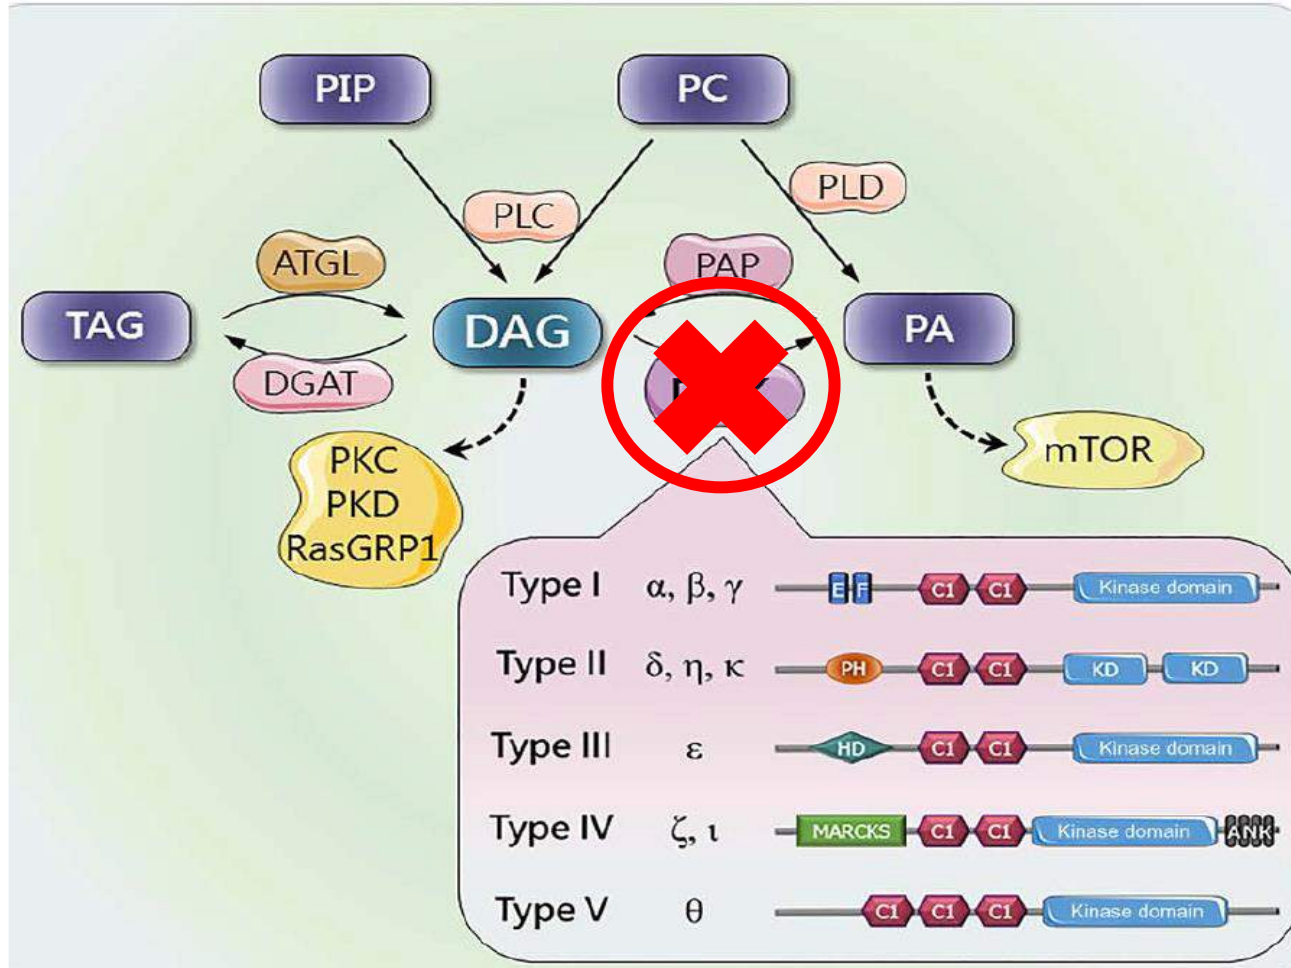 PIP
PC
PLC
PLD
ATGL
PAP
TAG
DAG
PA
DGAT
PKC
PKD
RasGRP1
mTOR
Type I α, β, γ E F C1 C1 Kinase domain
Type II δ, η, κ PH C1 C1 KD KD
Type III ε HD C1 C1 Kinase domain
Type IV ζ, ι MARCKS C1 C1 Kinase domain ANK
Type V θ C1 C1 C1 Kinase domain